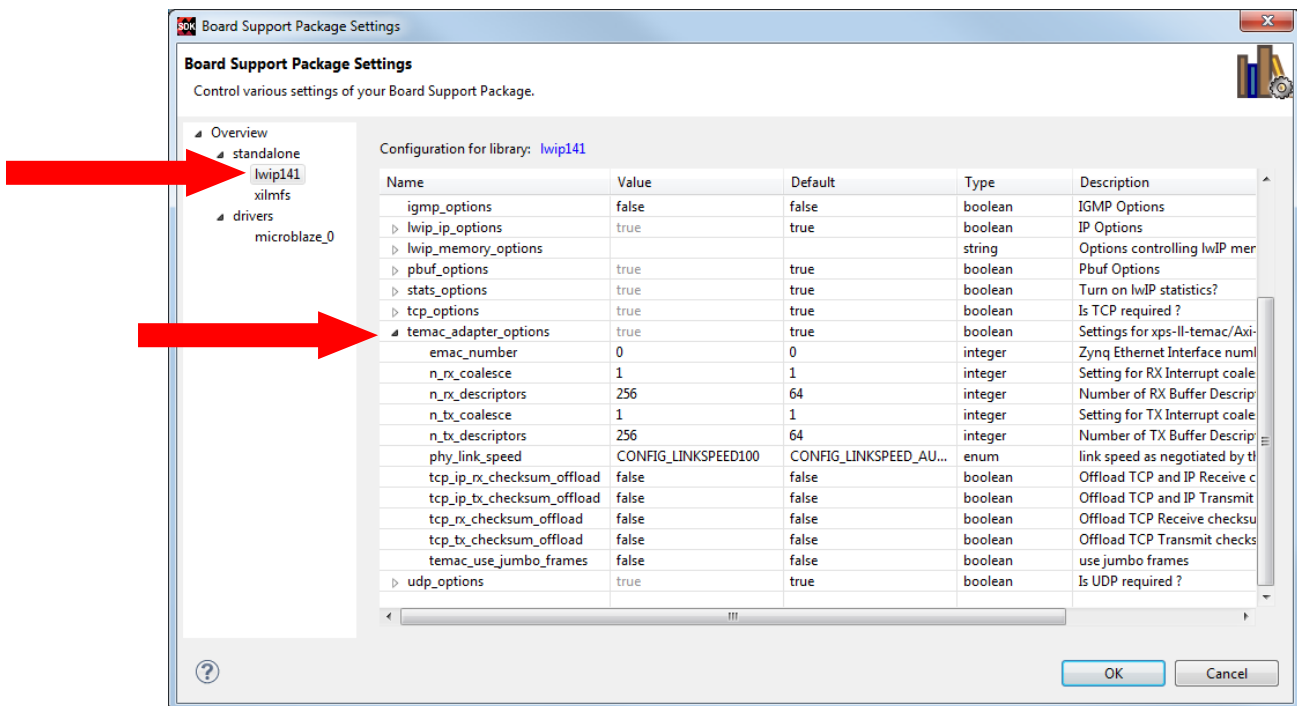 SDK Board Support Package Settings
Board Support Package Settings
Control various settings of your Board Support Package.
Overview
standalone
lwip141
xilmfs
drivers
microblaze_0
Configuration for library: lwip141
Name Value Default Type Description
igmp_options false false boolean IGMP Options
lwip_ip_options true true boolean IP Options
lwip_memory_options string Options controlling lwIP mer
pbuf_options true true boolean Pbuf Options
stats_options true true boolean Turn on lwIP statistics?
tcp_options true true boolean Is TCP required ?
temac_adapter_options true true boolean Settings for xps-ll-temac/Axi-
emac_number 0 0 integer Zynq Ethernet Interface numl
n_rx_coalesce 1 1 integer Setting for RX Interrupt coale
n_rx_descriptors 256 64 integer Number of RX Buffer Descrip
n_tx_coalesce 1 1 integer Setting for TX Interrupt coale
n_tx_descriptors 256 64 integer Number of TX Buffer Descrip
phy_link_speed CONFIG_LINKSPEED100 CONFIG_LINKSPEED_AU... enum link speed as negotiated by th
tcp_ip_rx_checksum_offload false false boolean Offload TCP and IP Receive c
tcp_ip_tx_checksum_offload false false boolean Offload TCP and IP Transmit
tcp_rx_checksum_offload false false boolean Offload TCP Receive checksu
tcp_tx_checksum_offload false false boolean Offload TCP Transmit checks
temac_use_jumbo_frames false false boolean use jumbo frames
udp_options true true boolean Is UDP required ?
?
OK Cancel